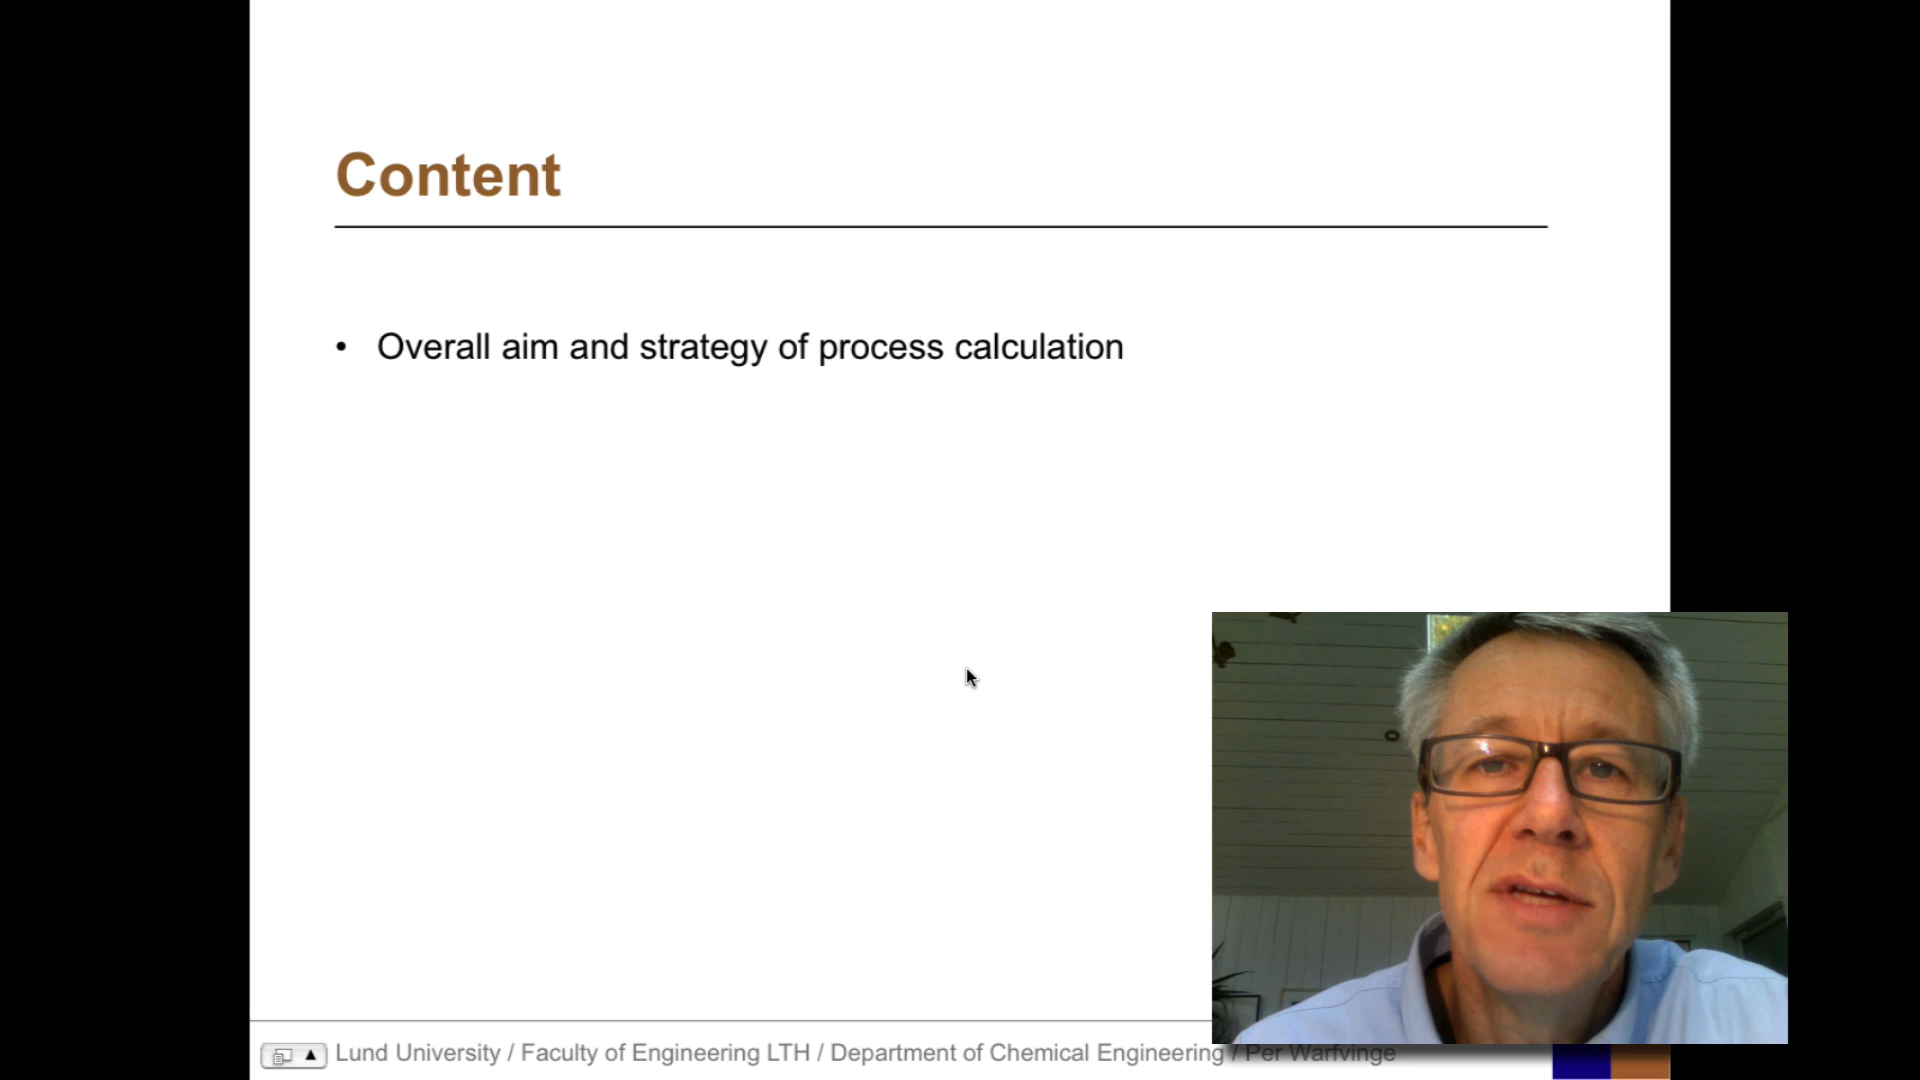 Content
• Overall aim and strategy of process calculation
Lund University / Faculty of Engineering LTH / Department of Chemical Engineering / Per Warfvinge